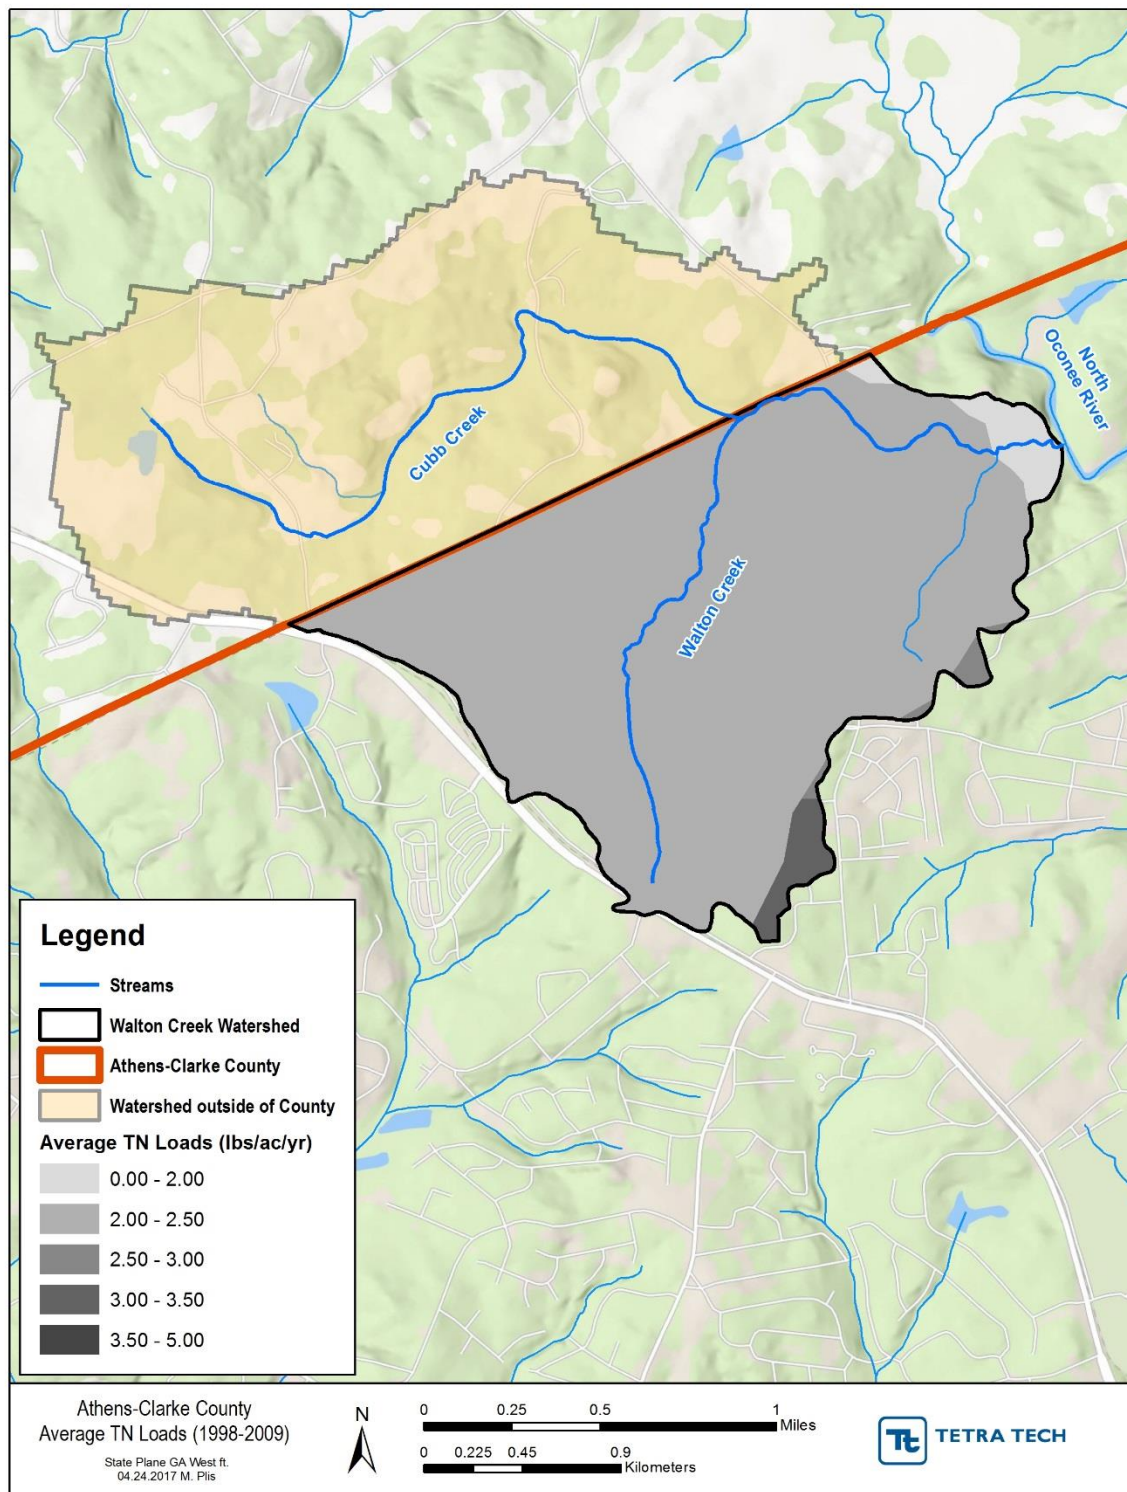 North
Oconee River
Cubb Creek
Walton Creek
Legend
Streams
Walton Creek Watershed
Athens-Clarke County
Watershed outside of County
Average TN Loads (lbs/ac/yr)
0.00 - 2.00
2.00 - 2.50
2.50 - 3.00
3.00 - 3.50
3.50 - 5.00
Athens-Clarke County
Average TN Loads (1998-2009)
State Plane GA West ft.
04.24.2017 M. Plis
N
0 0.25 0.5 1
Miles
0 0.225 0.45 0.9
Kilometers
Tt TETRA TECH